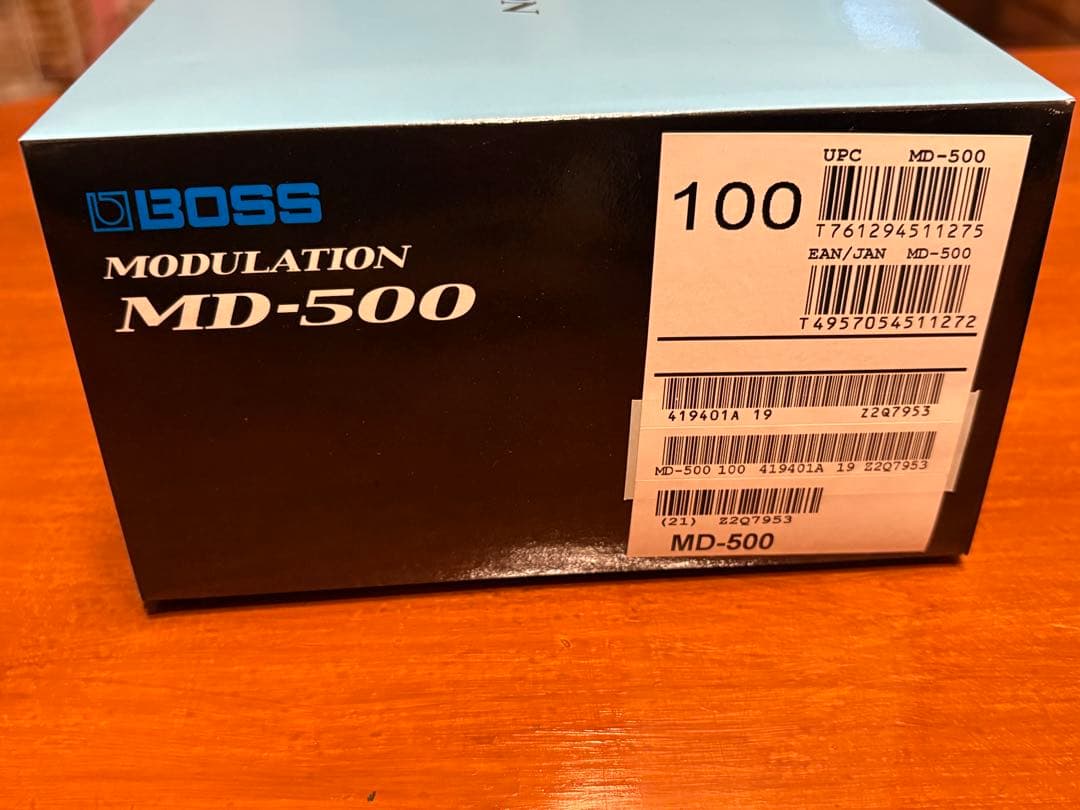 BOSS
MODULATION
MD-500
100
UPC MD-500
T761294511275
EAN/JAN MD-500
T4957054511272
419401A 19 Z2Q7953
MD-500 100 419401A 19 Z2Q7953
(21) Z2Q7953
MD-500